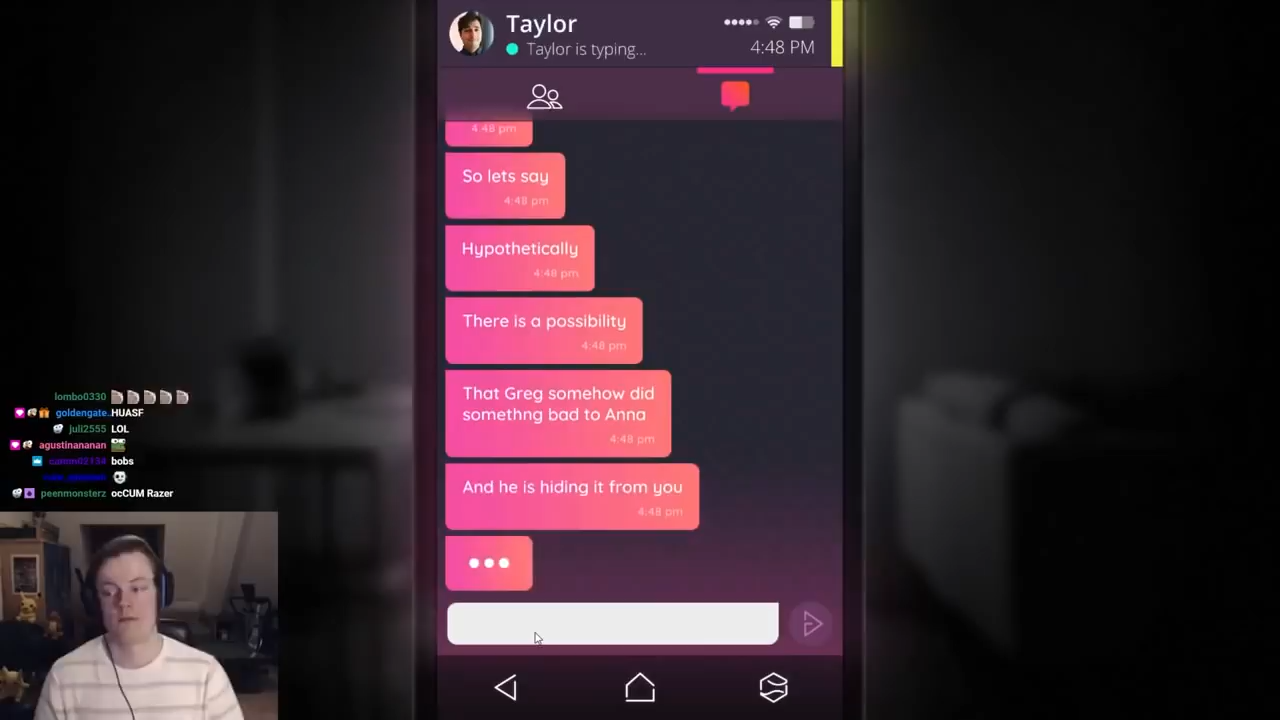 Taylor
Taylor is typing...
4:48 PM
4.48 pm
So lets say
4:48 pm
Hypothetically
4:48 pm
There is a possibility
4:48 pm
That Greg somehow did
somethng bad to Anna
4:48 pm
And he is hiding it from you
4:48 pm
lombo0330
goldengate.. HUASF
juli2555 LOL
agustinananan
camm02134 bobs
peenmonsterz ocCUM Razer